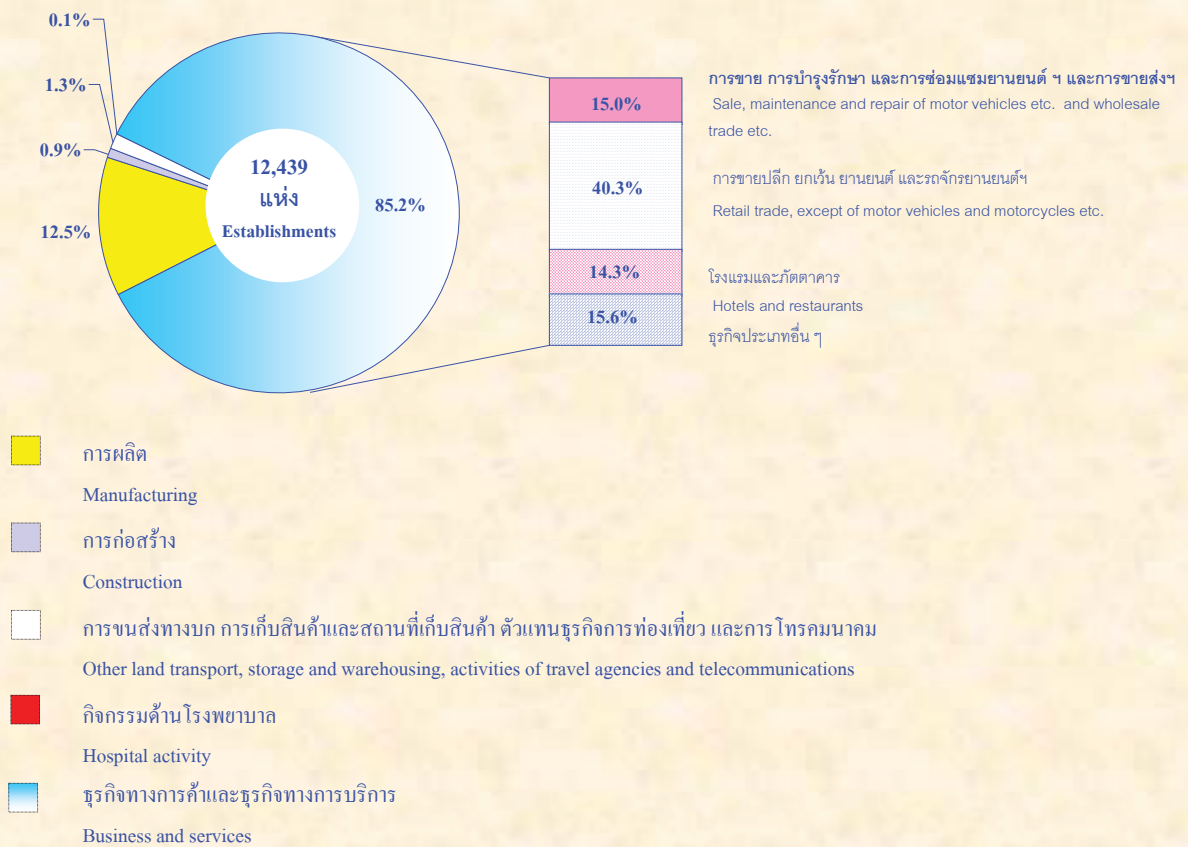 0.1%
1.3%
0.9%
12.5%
12,439
แห่ง
Establishments
85.2%
15.0%
40.3%
14.3%
15.6%
การขาย การบำรุงรักษา และการซ่อมแซมยานยนต์ ฯ และการขายส่งฯ
Sale, maintenance and repair of motor vehicles etc. and wholesale
trade etc.
การขายปลีก ยกเว้น ยานยนต์ และรถจักรยานยนต์ฯ
Retail trade, except of motor vehicles and motorcycles etc.
โรงแรมและภัตตาคาร
Hotels and restaurants
ธุรกิจประเภทอื่น ๆ
การผลิต
Manufacturing
การก่อสร้าง
Construction
การขนส่งทางบก การเก็บสินค้าและสถานที่เก็บสินค้า ตัวแทนธุรกิจการท่องเที่ยว และการโทรคมนาคม
Other land transport, storage and warehousing, activities of travel agencies and telecommunications
กิจกรรมด้านโรงพยาบาล
Hospital activity
ธุรกิจทางการค้าและธุรกิจทางการบริการ
Business and services